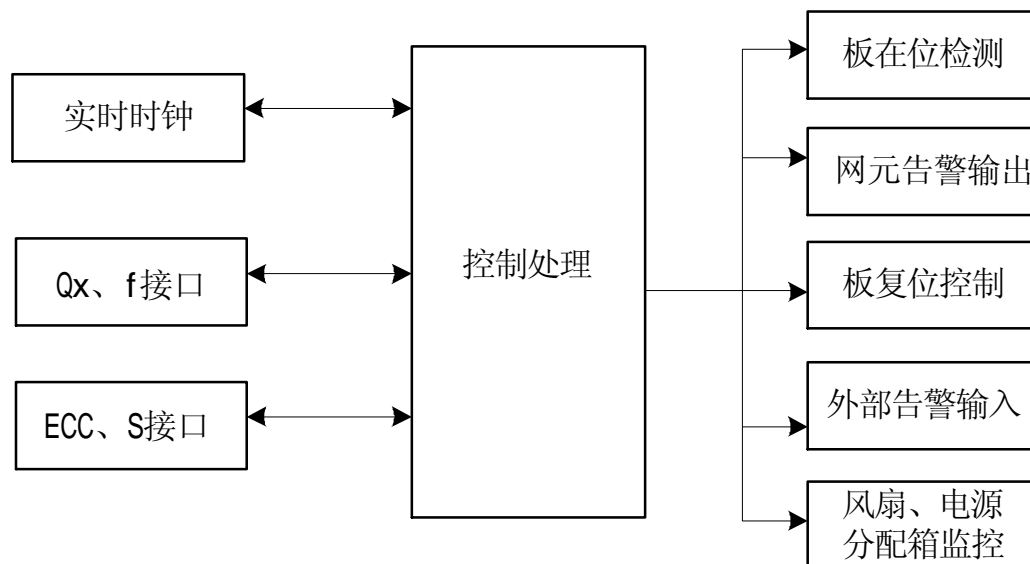 实时时钟
Qx、f接口
ECC、S接口
控制处理
板在位检测
网元告警输出
板复位控制
外部告警输入
风扇、电源
分配箱监控